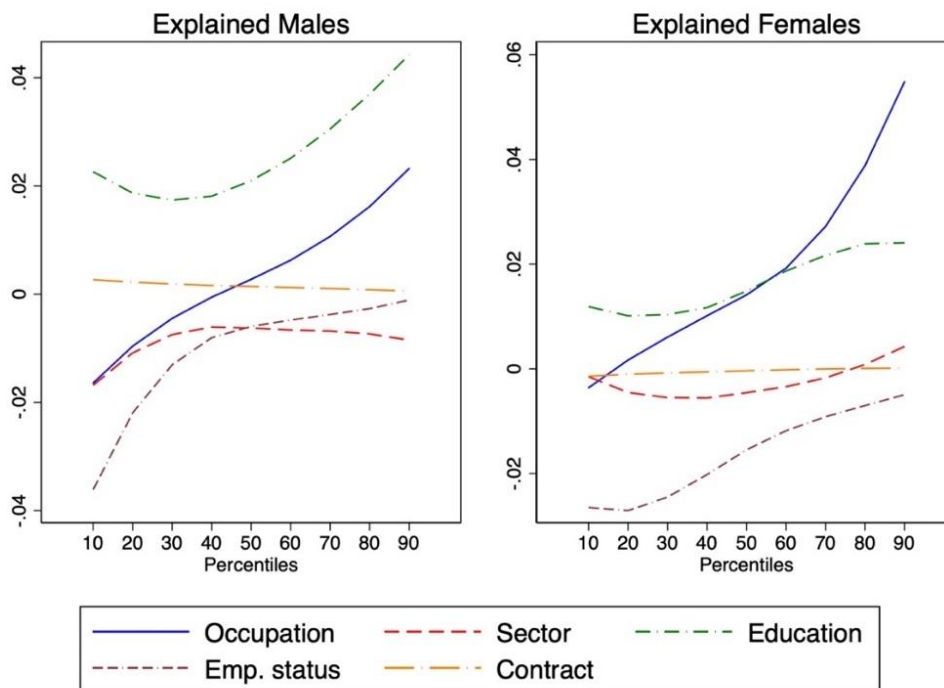 Explained Males
.04
.02
0
-.02
-.04
10 20 30 40 50 60 70 80 90
Percentiles
Explained Females
.06
.04
.02
0
-.02
10 20 30 40 50 60 70 80 90
Percentiles
Occupation Sector Education
Emp. status Contract